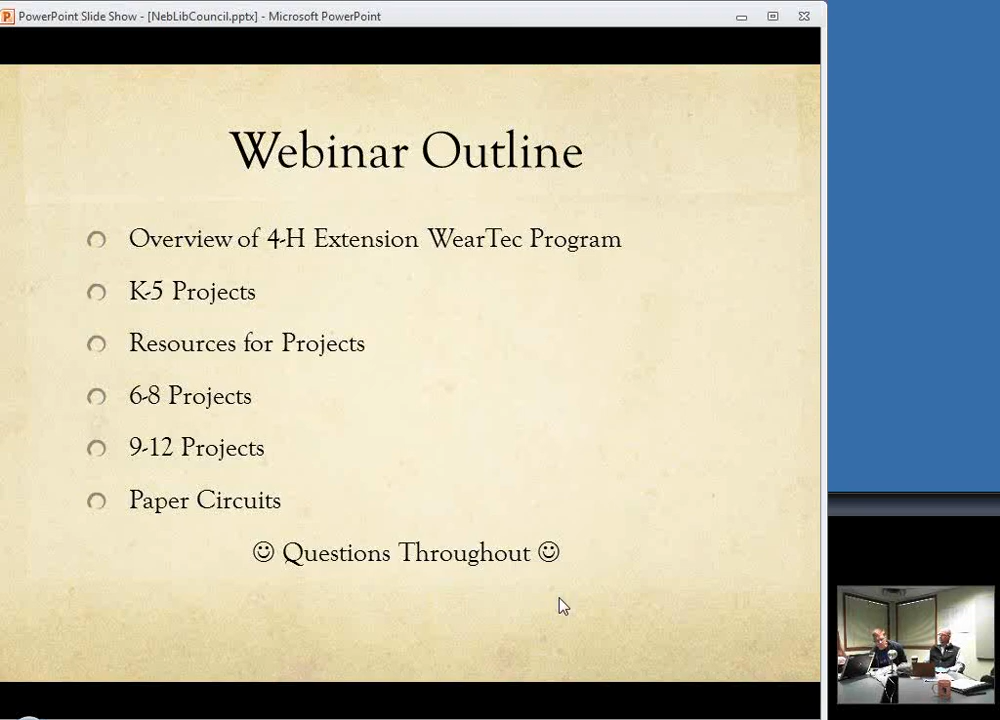 PowerPoint Slide Show - [NebLibCouncil.pptx] - Microsoft PowerPoint
Webinar Outline
Overview of 4-H Extension WearTec Program
K-5 Projects
Resources for Projects
6-8 Projects
9-12 Projects
Paper Circuits
☺ Questions Throughout ☺